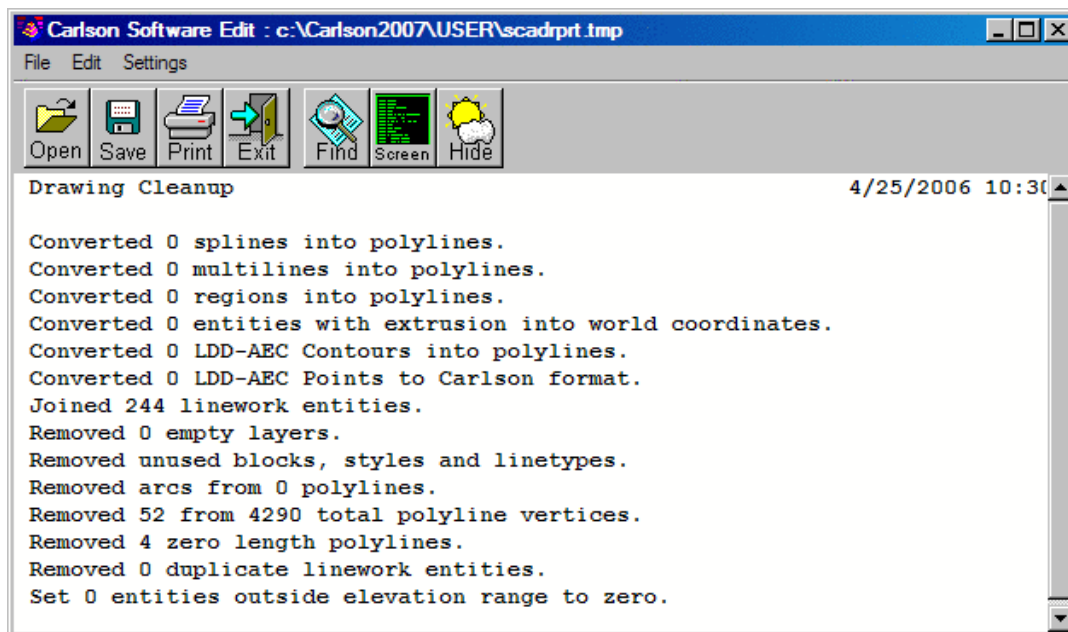 Carlson Software Edit : c:\Carlson2007\USER\scadrprt.tmp
File Edit Settings
Open Save Print Exit Find Screen Hide
Drawing Cleanup 4/25/2006 10:30
Converted 0 splines into polylines.
Converted 0 multilines into polylines.
Converted 0 regions into polylines.
Converted 0 entities with extrusion into world coordinates.
Converted 0 LDD-AEC Contours into polylines.
Converted 0 LDD-AEC Points to Carlson format.
Joined 244 linework entities.
Removed 0 empty layers.
Removed unused blocks, styles and linetypes.
Removed arcs from 0 polylines.
Removed 52 from 4290 total polyline vertices.
Removed 4 zero length polylines.
Removed 0 duplicate linework entities.
Set 0 entities outside elevation range to zero.